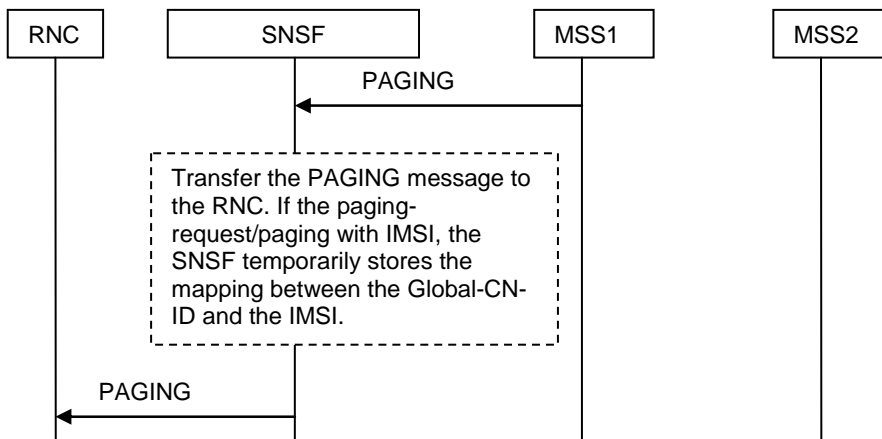 RNC SNSF MSS1 MSS2
PAGING
Transfer the PAGING message to
the RNC. If the paging-
request/paging with IMSI, the
SNSF temporarily stores the
mapping between the Global-CN-
ID and the IMSI.
PAGING